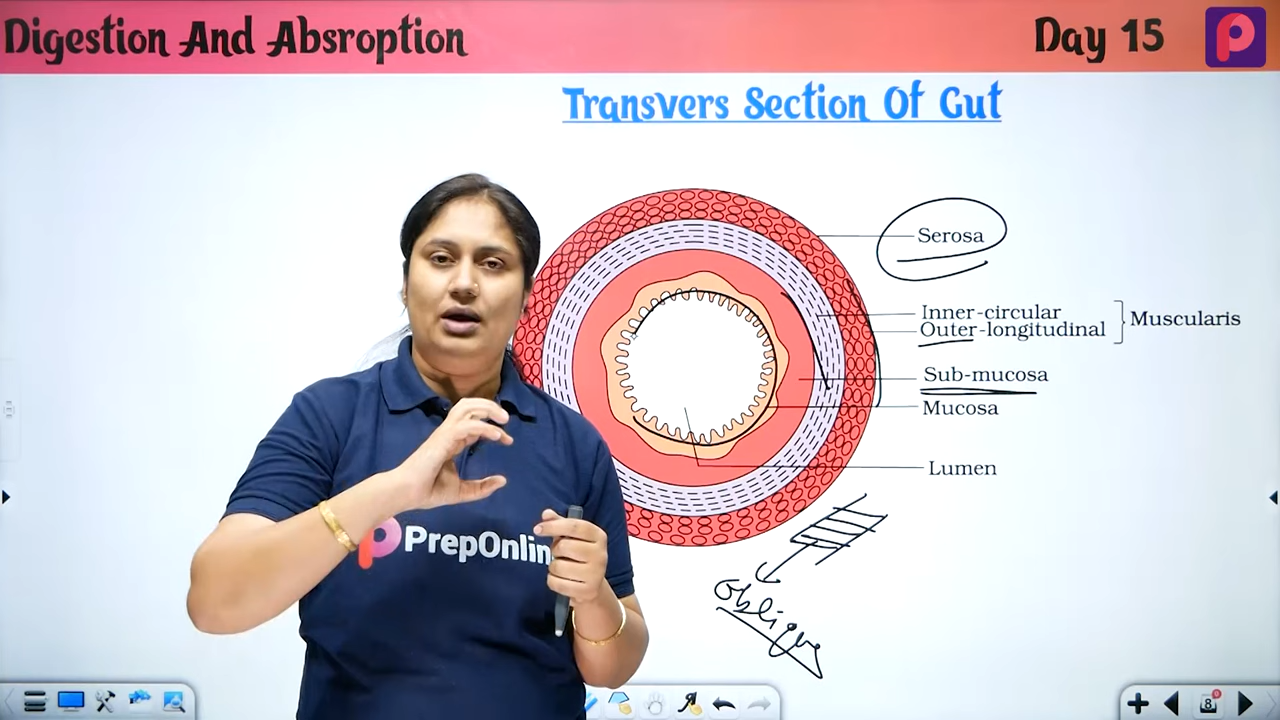 Digestion And Absroption
Day 15
Transvers Section Of Gut
Serosa
Inner-circular
Outer-longitudinal
Muscularis
Sub-mucosa
Mucosa
Lumen
oblique
PrepOnlin
8